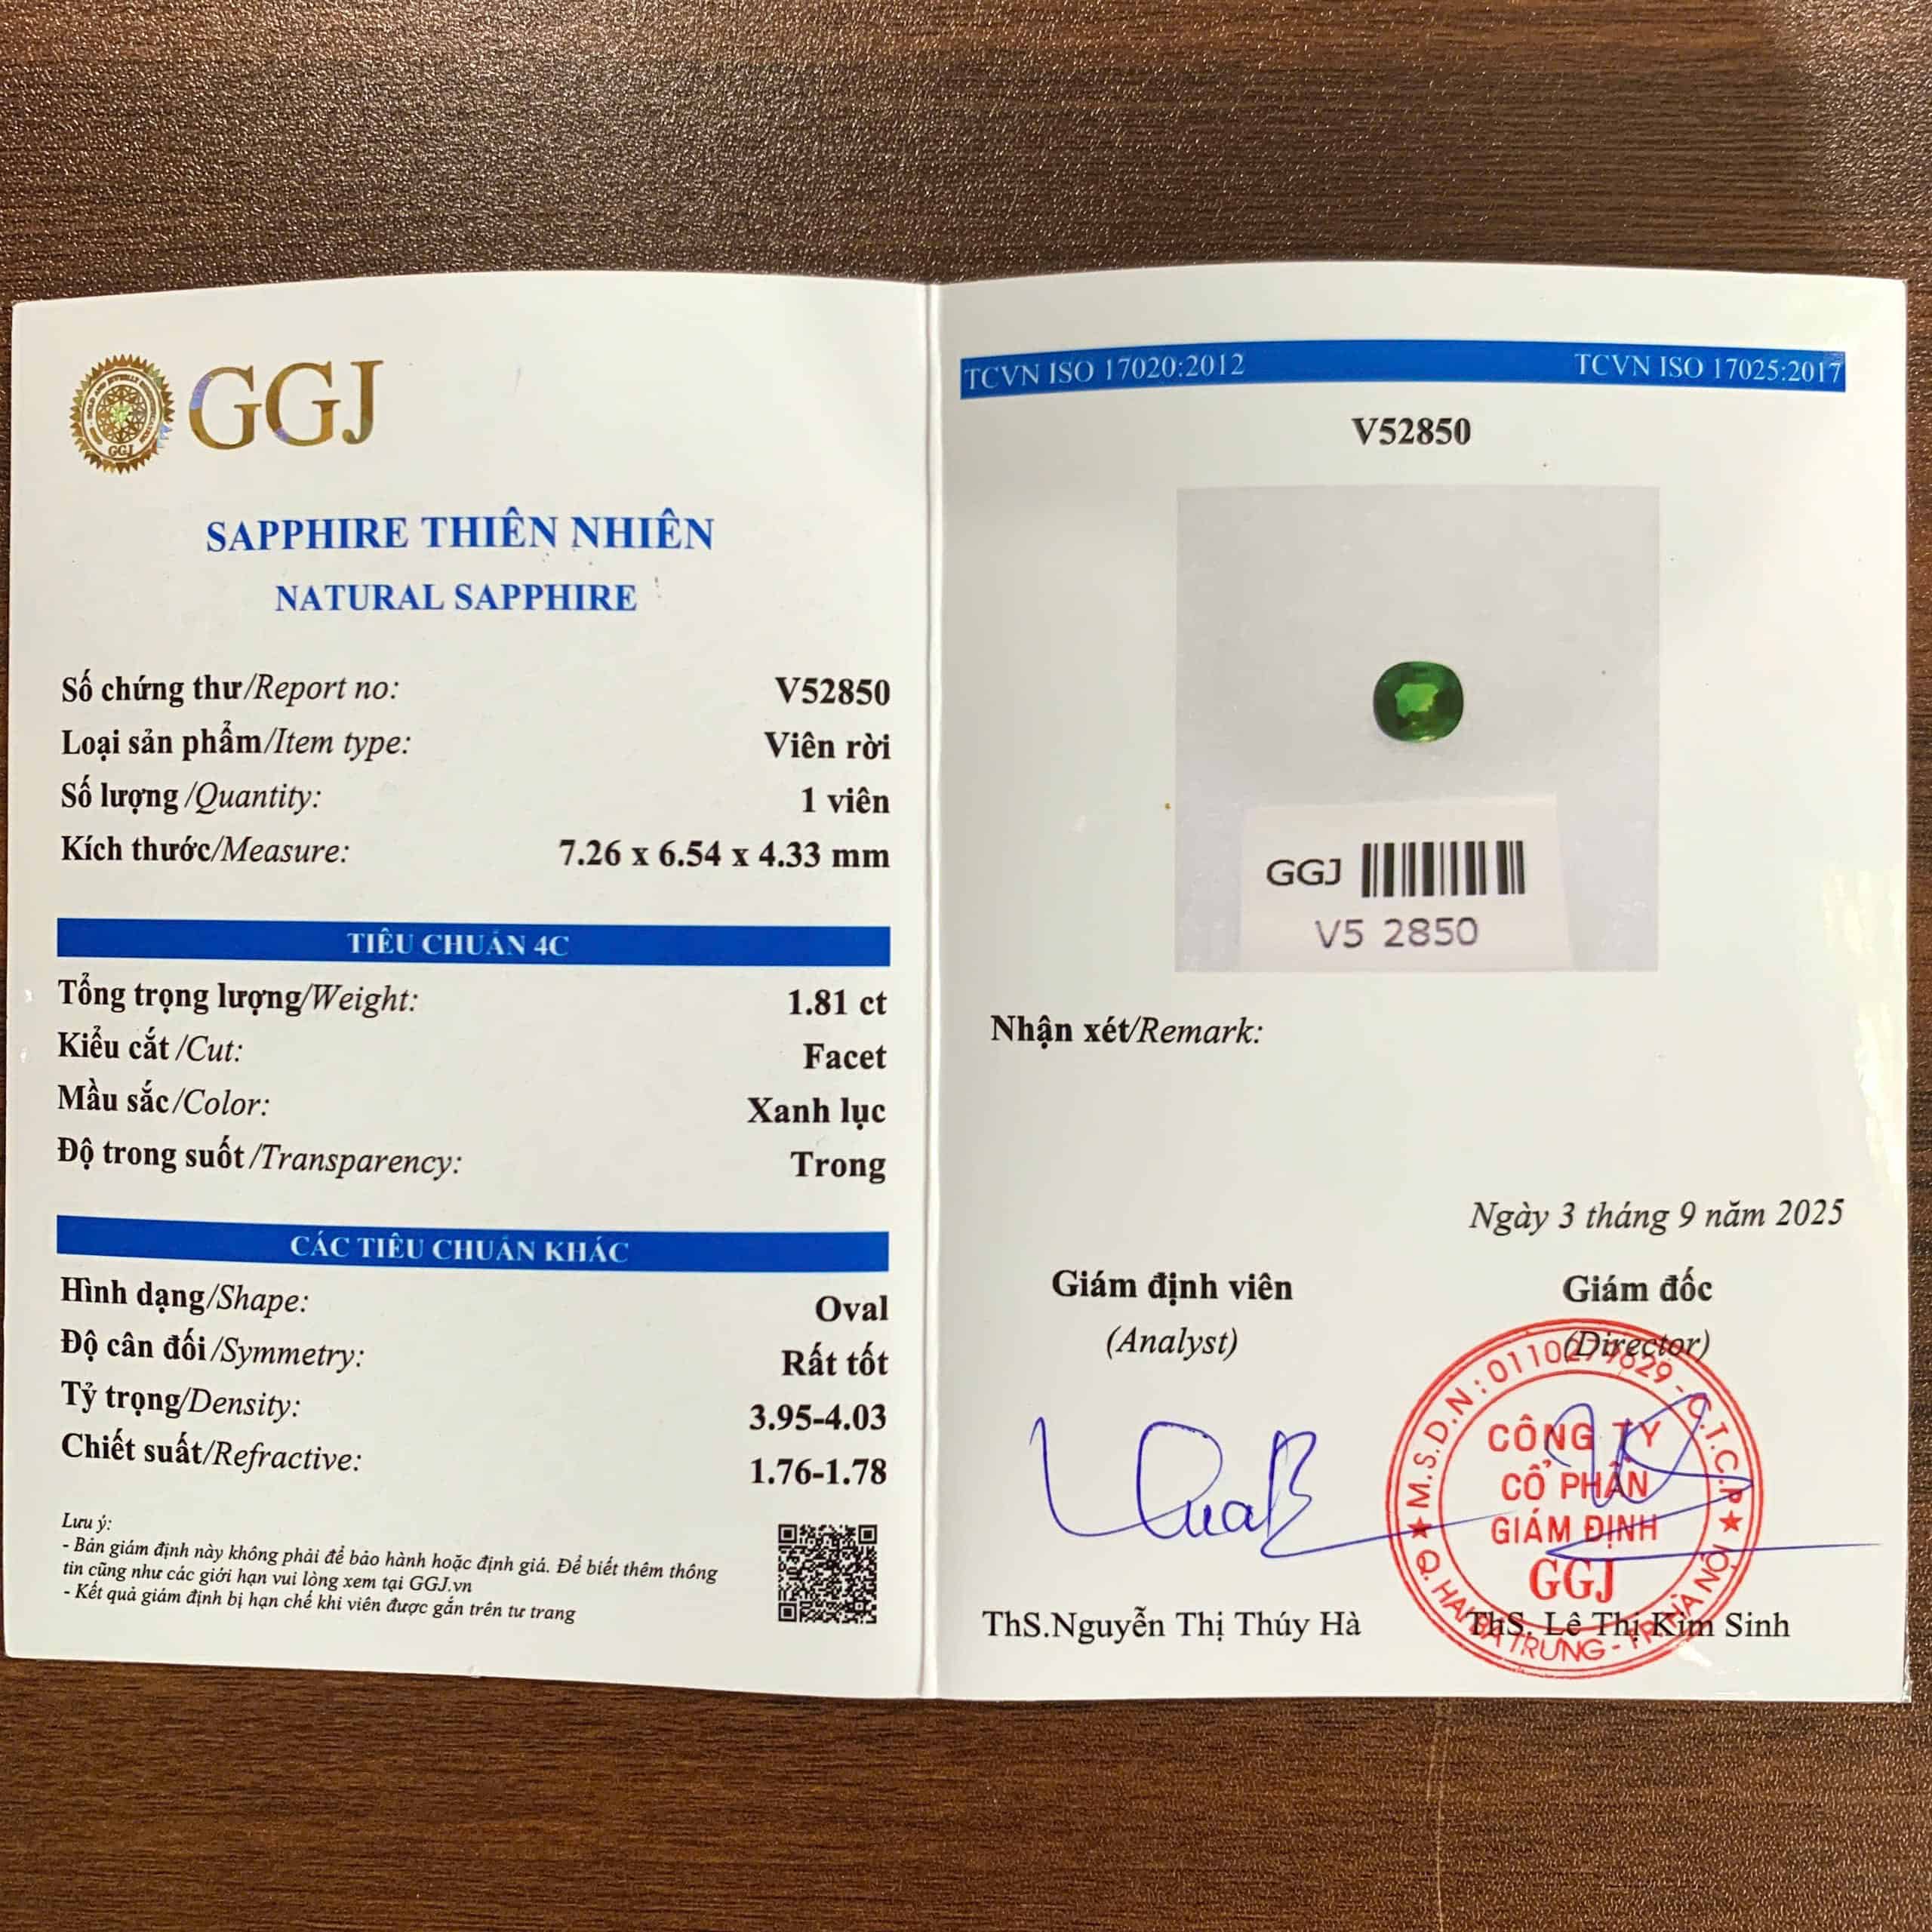 GGJ
SAPPHIRE THIÊN NHIÊN
NATURAL SAPPHIRE
Số chứng thư/Report no: V52850
Loại sản phẩm/Item type: Viên rời
Số lượng /Quantity: 1 viên
Kích thước/Measure: 7.26 x 6.54 x 4.33 mm
TIÊU CHUẨN 4C
Tổng trọng lượng/Weight: 1.81 ct
Kiểu cắt /Cut: Facet
Mầu sắc/Color: Xanh lục
Độ trong suốt /Transparency: Trong
CÁC TIÊU CHUẨN KHÁC
Hình dạng/Shape: Oval
Độ cân đối /Symmetry: Rất tốt
Tỷ trọng/Density: 3.95-4.03
Chiết suất/Refractive: 1.76-1.78
Lưu ý:
- Bản giám định này không phải để bảo hành hoặc định giá. Để biết thêm thông
tin cũng như các giới hạn vui lòng xem tại GGJ.vn
- Kết quả giám định bị hạn chế khi viên được gắn trên tư trang
TCVN ISO 17020:2012 TCVN ISO 17025:2017
V52850
GGJ
V5 2850
Nhận xét/Remark:
Ngày 3 tháng 9 năm 2025
Giám định viên Giám đốc
(Analyst) (Director)
M.S.D.N: - C.T.C.P
CÔNG TY
CỔ PHẦN
GIÁM ĐỊNH
GGJ
Q. HAI BÀ TRƯNG - TP. HÀ NỘI
ThS.Nguyễn Thị Thúy Hà ThS. Lê Thị Kim Sinh